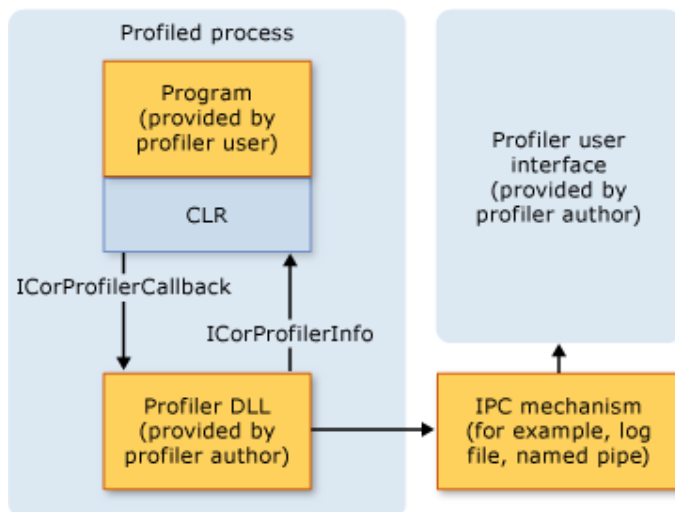 Profiled process
Program
(provided by
profiler user)
CLR
ICorProfilerCallback
ICorProfilerInfo
Profiler DLL
(provided by
profiler author)
Profiler user
interface
(provided by
profiler author)
IPC mechanism
(for example, log
file, named pipe)